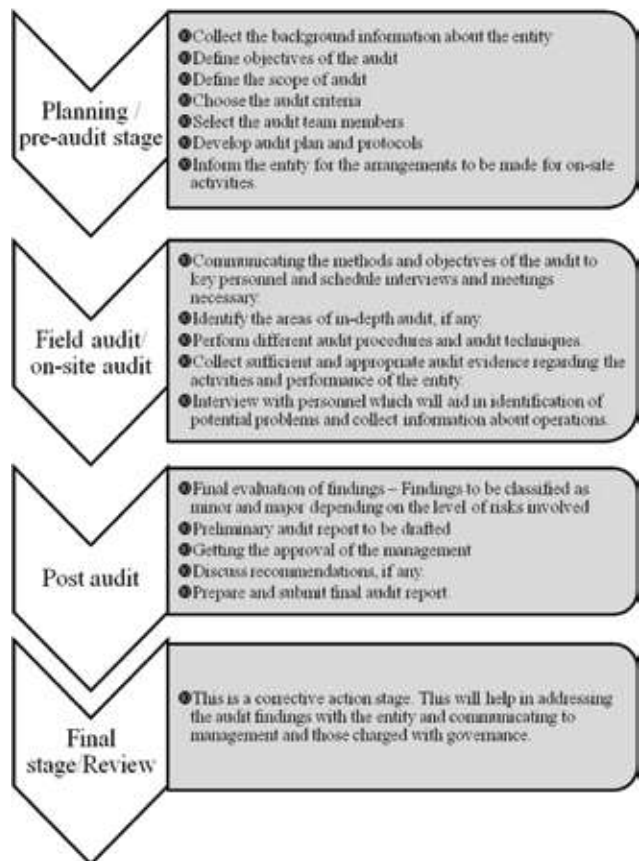 Planning /
pre-audit stage
Collect the background information about the entity
Define objectives of the audit
Define the scope of audit
Choose the audit criteria
Select the audit team members
Develop audit plan and protocols
Inform the entity for the arrangements to be made for on-site
activities.
Field audit/
on-site audit
Communicating the methods and objectives of the audit to
key personnel and schedule interviews and meetings
necessary.
Identify the areas of in-depth audit, if any.
Perform different audit procedures and audit techniques.
Collect sufficient and appropriate audit evidence regarding the
activities and performance of the entity.
Interview with personnel which will aid in identification of
potential problems and collect information about operations.
Post audit
Final evaluation of findings – Findings to be classified as
minor and major depending on the level of risks involved
Preliminary audit report to be drafted
Getting the approval of the management
Discuss recommendations, if any.
Prepare and submit final audit report.
Final
stage/Review
This is a corrective action stage. This will help in addressing
the audit findings with the entity and communicating to
management and those charged with governance.